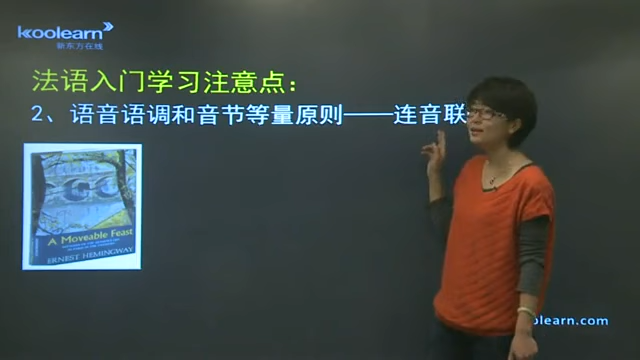 koolearn
新东方在线
法语入门学习注意点：
2、语音语调和音节等量原则——连音联
A Moveable Feast
ERNEST HEMINGWAY
olearn.com